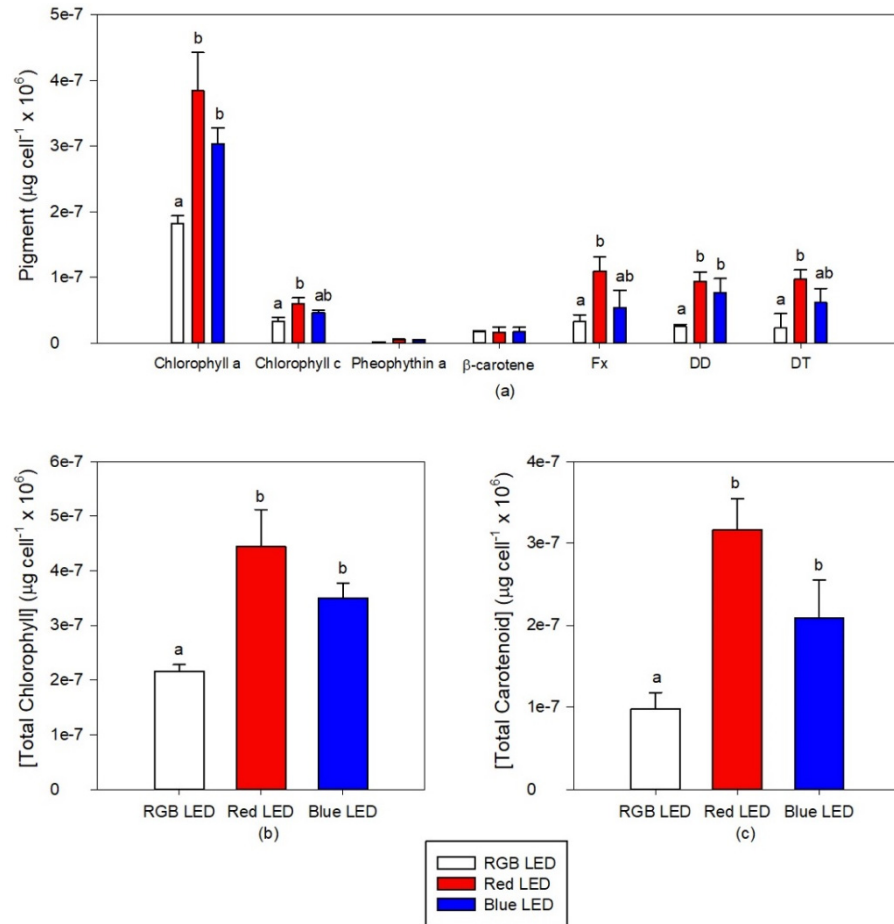 5e-7
4e-7
3e-7
2e-7
1e-7
0
Pigment (µg cell⁻¹ x 10⁶)
a b b
a b ab
a b ab
a b b
a b ab
Chlorophyll a Chlorophyll c Pheophythin a β-carotene Fx DD DT
(a)
6e-7
5e-7
4e-7
3e-7
2e-7
1e-7
0
[Total Chlorophyll] (µg cell⁻¹ x 10⁶)
a b b
RGB LED Red LED Blue LED
(b)
4e-7
3e-7
2e-7
1e-7
0
[Total Carotenoid] (µg cell⁻¹ x 10⁶)
a b b
RGB LED Red LED Blue LED
(c)
RGB LED
Red LED
Blue LED